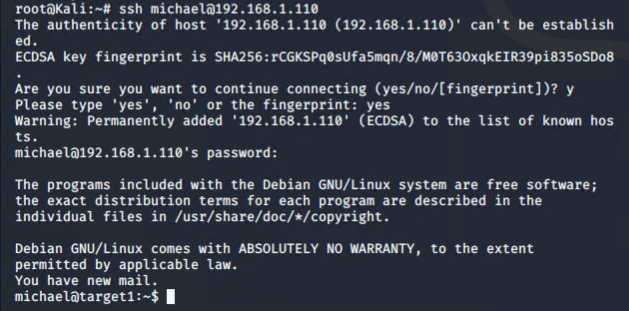 root@Kali:~# ssh michael@192.168.1.110
The authenticity of host '192.168.1.110 (192.168.1.110)' can't be establish
ed.
ECDSA key fingerprint is SHA256:rCGKSPq0sUfa5mqn/8/M0T63OxqkEIR39pi835oSDo8
.
Are you sure you want to continue connecting (yes/no/[fingerprint])? y
Please type 'yes', 'no' or the fingerprint: yes
Warning: Permanently added '192.168.1.110' (ECDSA) to the list of known hos
ts.
michael@192.168.1.110's password:
The programs included with the Debian GNU/Linux system are free software;
the exact distribution terms for each program are described in the
individual files in /usr/share/doc/*/copyright.
Debian GNU/Linux comes with ABSOLUTELY NO WARRANTY, to the extent
permitted by applicable law.
You have new mail.
michael@target1:~$